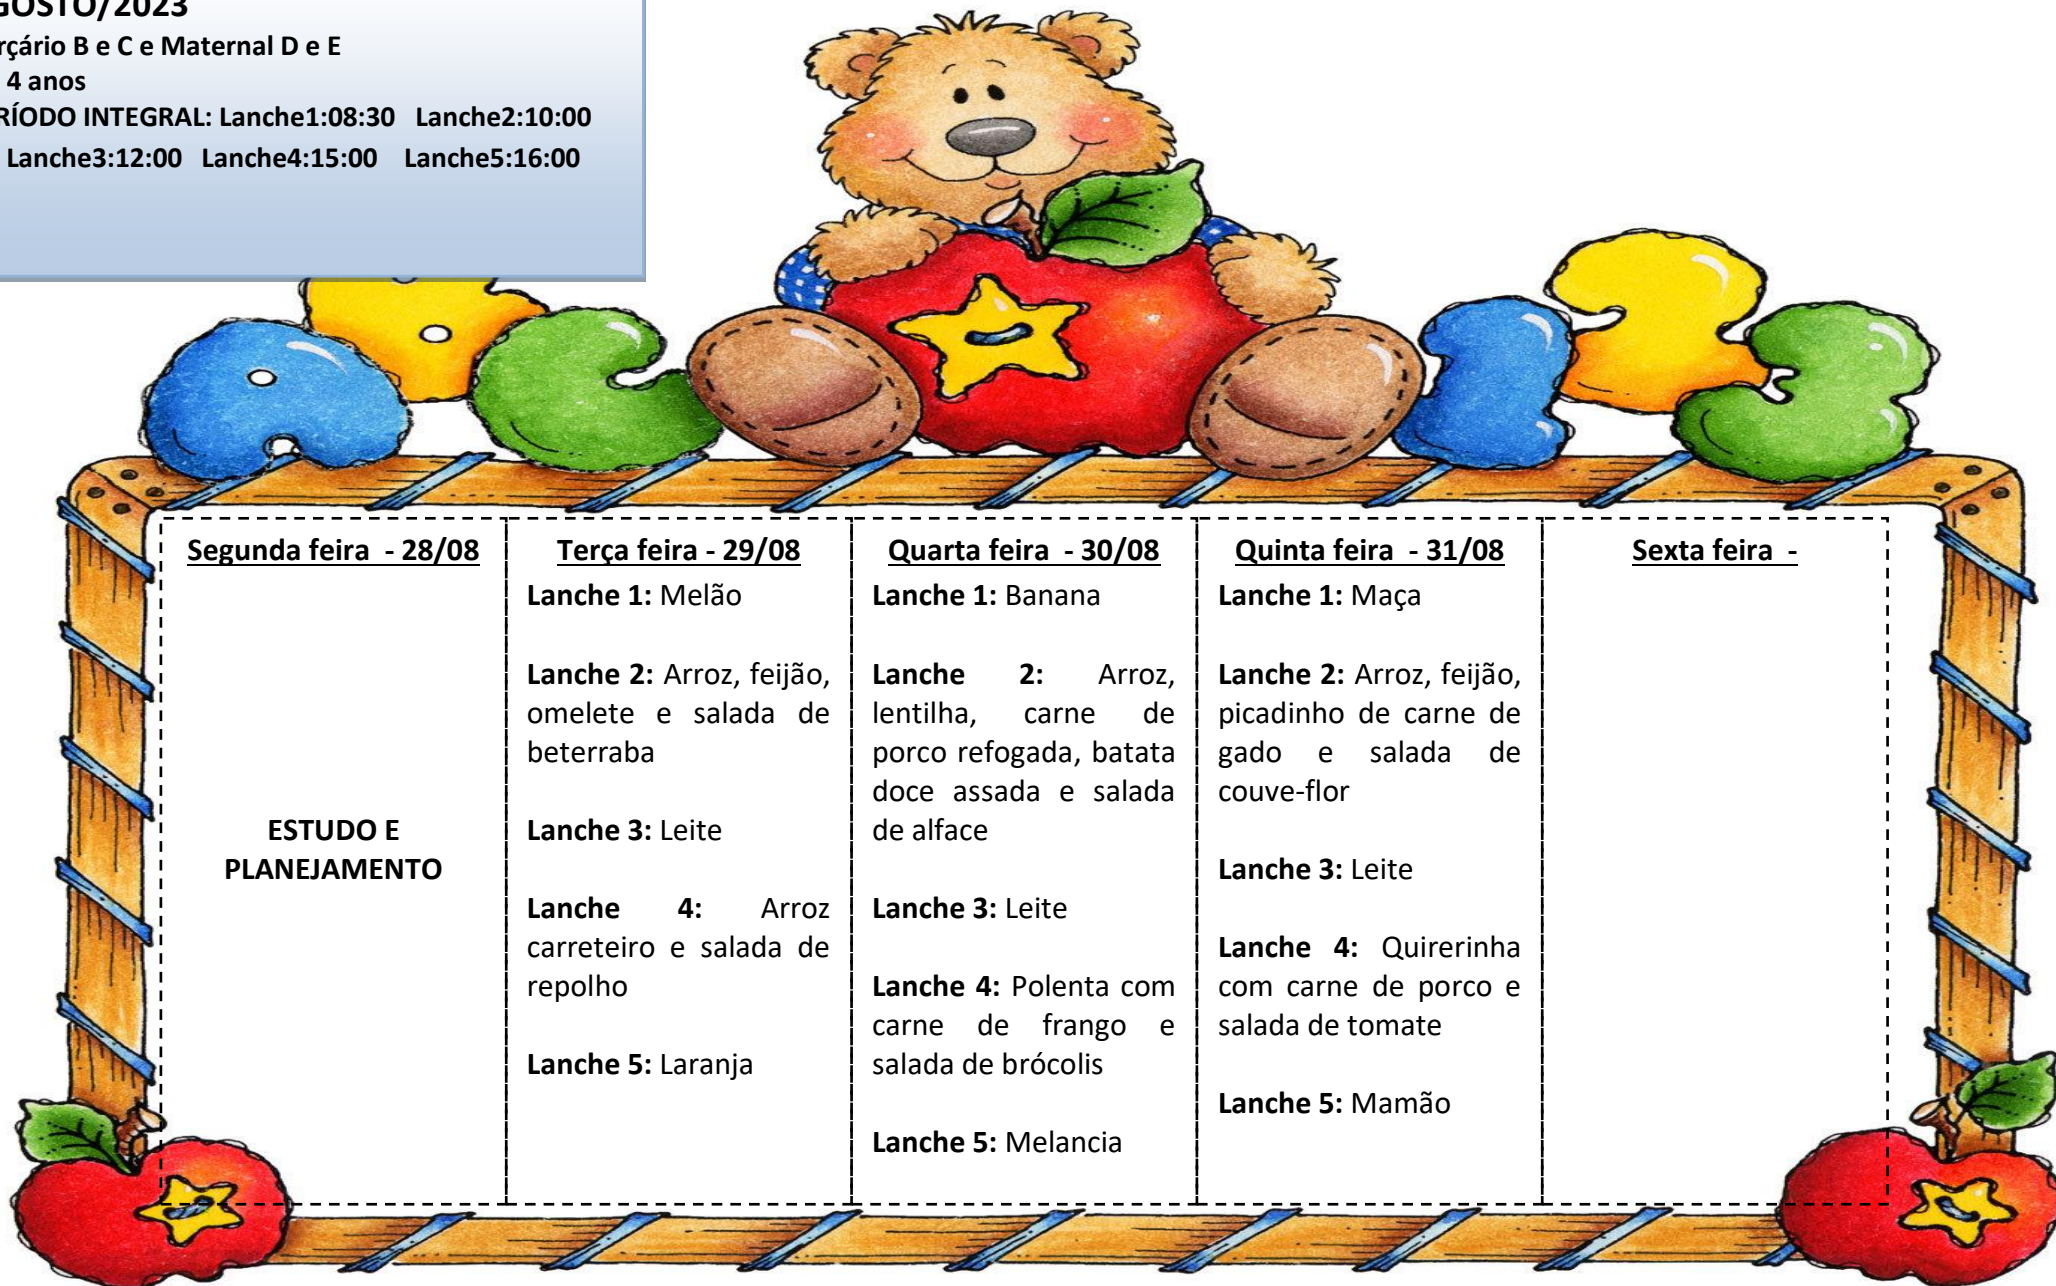 GOSTO/2023
rçário B e C e Maternal D e E
4 anos
RÍODO INTEGRAL: Lanche1:08:30 Lanche2:10:00
Lanche3:12:00 Lanche4:15:00 Lanche5:16:00
Segunda feira - 28/08
ESTUDO E
PLANEJAMENTO
Terça feira - 29/08
Lanche 1: Melão
Lanche 2: Arroz, feijão,
omelete e salada de
beterraba
Lanche 3: Leite
Lanche 4: Arroz
carreteiro e salada de
repolho
Lanche 5: Laranja
Quarta feira - 30/08
Lanche 1: Banana
Lanche 2: Arroz,
lentilha, carne de
porco refogada, batata
doce assada e salada
de alface
Lanche 3: Leite
Lanche 4: Polenta com
carne de frango e
salada de brócolis
Lanche 5: Melancia
Quinta feira - 31/08
Lanche 1: Maça
Lanche 2: Arroz, feijão,
picadinho de carne de
gado e salada de
couve-flor
Lanche 3: Leite
Lanche 4: Quirerinha
com carne de porco e
salada de tomate
Lanche 5: Mamão
Sexta feira -